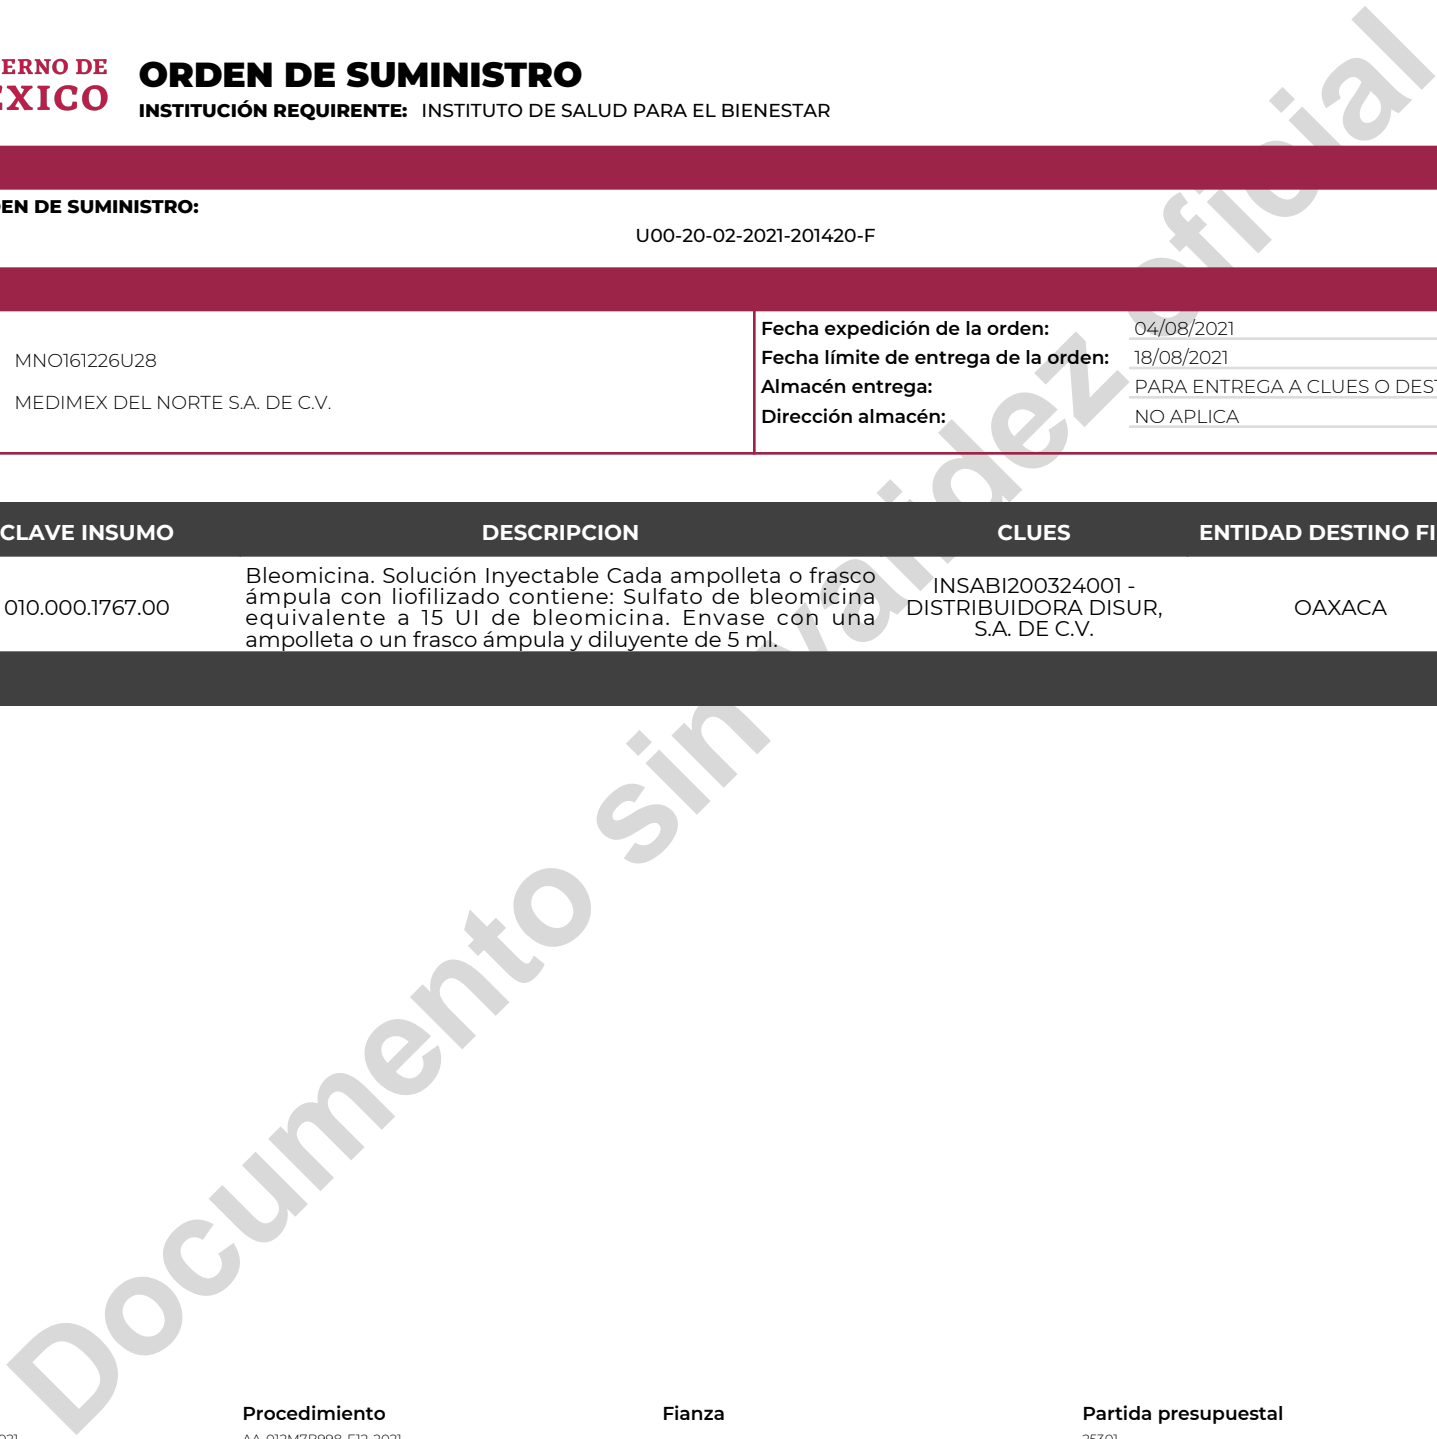 ERNO DE
XICO
ORDEN DE SUMINISTRO
INSTITUCIÓN REQUIRENTE: INSTITUTO DE SALUD PARA EL BIENESTAR
EN DE SUMINISTRO:
U00-20-02-2021-201420-F
MNO161226U28
MEDIMEX DEL NORTE S.A. DE C.V.
Fecha expedición de la orden: 04/08/2021
Fecha límite de entrega de la orden: 18/08/2021
Almacén entrega: PARA ENTREGA A CLUES O DEST
Dirección almacén: NO APLICA
CLAVE INSUMO DESCRIPCION CLUES ENTIDAD DESTINO FI
010.000.1767.00
Bleomicina. Solución Inyectable Cada ampolleta o frasco
ámpula con liofilizado contiene: Sulfato de bleomicina
equivalente a 15 UI de bleomicina. Envase con una
ampolleta o un frasco ámpula y diluyente de 5 ml.
INSABI200324001 -
DISTRIBUIDORA DISUR,
S.A. DE C.V.
OAXACA
Documento sin validez oficial
Procedimiento Fianza Partida presupuestal